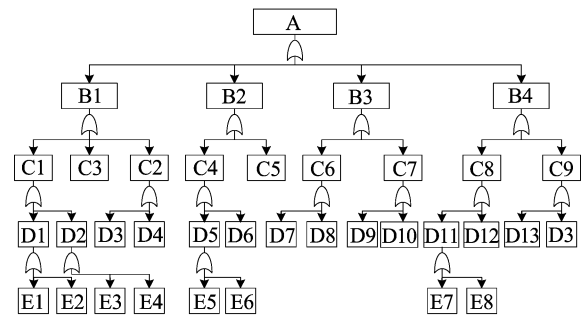 A
B1 B2 B3 B4
C1 C3 C2 C4 C5 C6 C7 C8 C9
D1 D2 D3 D4 D5 D6 D7 D8 D9 D10 D11 D12 D13 D3
E1 E2 E3 E4 E5 E6 E7 E8